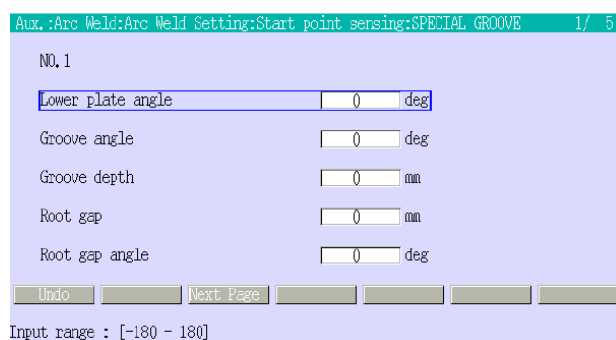 Aux.:Arc Weld:Arc Weld Setting:Start point sensing:SPECIAL GROOVE 1/ 5
NO.1
Lower plate angle 0 deg
Groove angle 0 deg
Groove depth 0 mm
Root gap 0 mm
Root gap angle 0 deg
Undo Next Page
Input range : [-180 - 180]